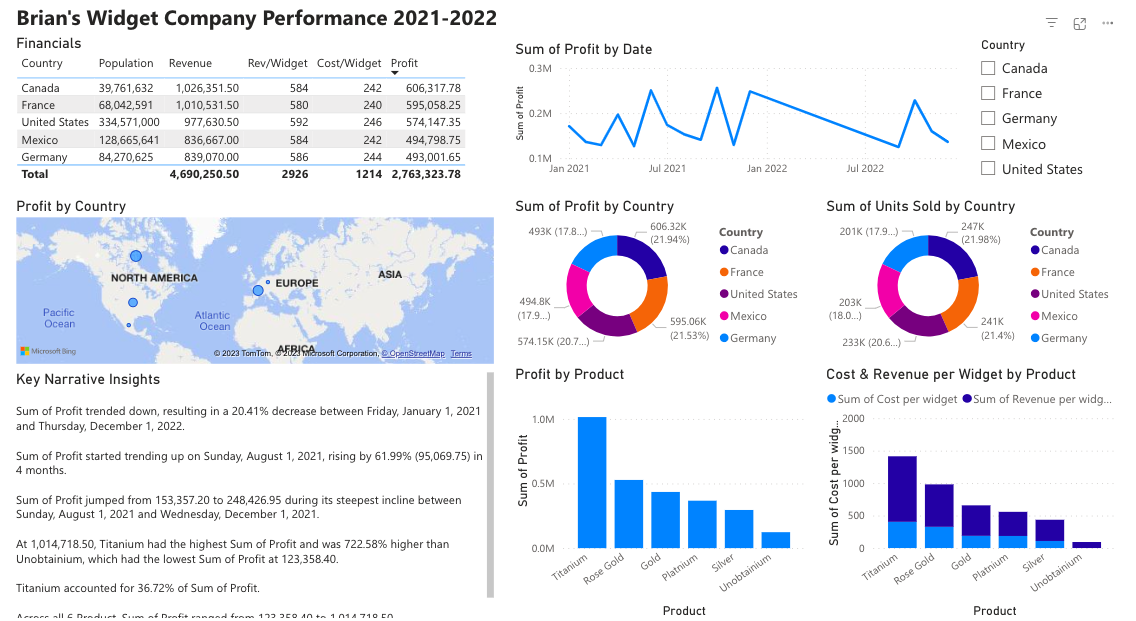 Brian's Widget Company Performance 2021-2022
Financials
Country Population Revenue Rev/Widget Cost/Widget Profit
Canada 39,761,632 1,026,351.50 584 242 606,317.78
France 68,042,591 1,010,531.50 580 240 595,058.25
United States 334,571,000 977,630.50 592 246 574,147.35
Mexico 128,665,641 836,667.00 584 242 494,798.75
Germany 84,270,625 839,070.00 586 244 493,001.65
Total 4,690,250.50 2926 1214 2,763,323.78
Sum of Profit by Date
Sum of Profit
0.3M
0.2M
0.1M
Jan 2021 Jul 2021 Jan 2022 Jul 2022
Country
Canada
France
Germany
Mexico
United States
Profit by Country
NORTH AMERICA
EUROPE
ASIA
AFRICA
Pacific
Ocean
Atlantic
Ocean
Microsoft Bing
© 2023 TomTom, © 2023 Microsoft Corporation, © OpenStreetMap Terms
Sum of Profit by Country
493K (17.8...)
606.32K
(21.94%)
494.8K
(17.9...)
595.06K
(21.53%)
574.15K (20.7...)
Country
Canada
France
United States
Mexico
Germany
Sum of Units Sold by Country
201K (17.9...)
247K
(21.98%)
203K
(18.0...)
241K
(21.4%)
233K (20.6...)
Country
Canada
France
United States
Mexico
Germany
Key Narrative Insights
Sum of Profit trended down, resulting in a 20.41% decrease between Friday, January 1, 2021
and Thursday, December 1, 2022.
Sum of Profit started trending up on Sunday, August 1, 2021, rising by 61.99% (95,069.75) in
4 months.
Sum of Profit jumped from 153,357.20 to 248,426.95 during its steepest incline between
Sunday, August 1, 2021 and Wednesday, December 1, 2021.
At 1,014,718.50, Titanium had the highest Sum of Profit and was 722.58% higher than
Unobtainium, which had the lowest Sum of Profit at 123,358.40.
Titanium accounted for 36.72% of Sum of Profit.
Across all 6 Product, Sum of Profit ranged from 123,358.40 to 1,014,718.50.
Profit by Product
Sum of Profit
1.0M
0.5M
0.0M
Titanium Rose Gold Gold Platnium Silver Unobtainium
Product
Cost & Revenue per Widget by Product
Sum of Cost per widget Sum of Revenue per widg...
Sum of Cost per widg...
2000
1500
1000
500
0
Titanium Rose Gold Gold Platnium Silver Unobtainium
Product